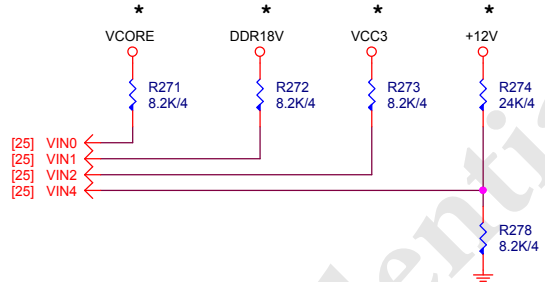 * * * *
VCORE DDR18V VCC3 +12V
R271 R272 R273 R274
8.2K/4 8.2K/4 8.2K/4 24K/4
[25] VIN0
[25] VIN1
[25] VIN2
[25] VIN4
R278
8.2K/4